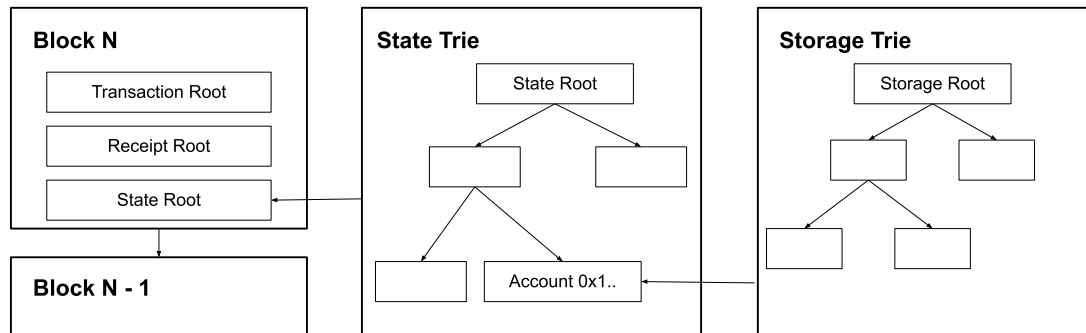 Block N
Transaction Root
Receipt Root
State Root
Block N - 1
State Trie
State Root
Account 0x1..
Storage Trie
Storage Root